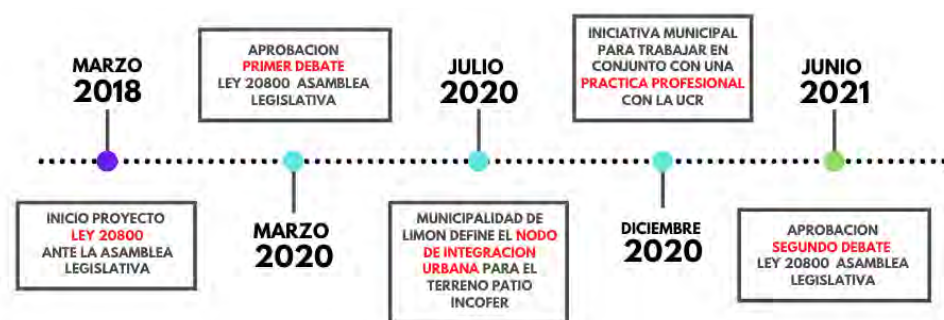 MARZO
2018
INICIO PROYECTO
LEY 20800
ANTE LA ASAMBLEA
LEGISLATIVA
APROBACION
PRIMER DEBATE
LEY 20800 ASAMBLEA
LEGISLATIVA
MARZO
2020
JULIO
2020
MUNICIPALIDAD DE
LIMON DEFINE EL NODO
DE INTEGRACION
URBANA PARA EL
TERRENO PATIO
INCOFER
INICIATIVA MUNICIPAL
PARA TRABAJAR EN
CONJUNTO CON UNA
PRACTICA PROFESIONAL
CON LA UCR
DICIEMBRE
2020
JUNIO
2021
APROBACION
SEGUNDO DEBATE
LEY 20800 ASAMBLEA
LEGISLATIVA